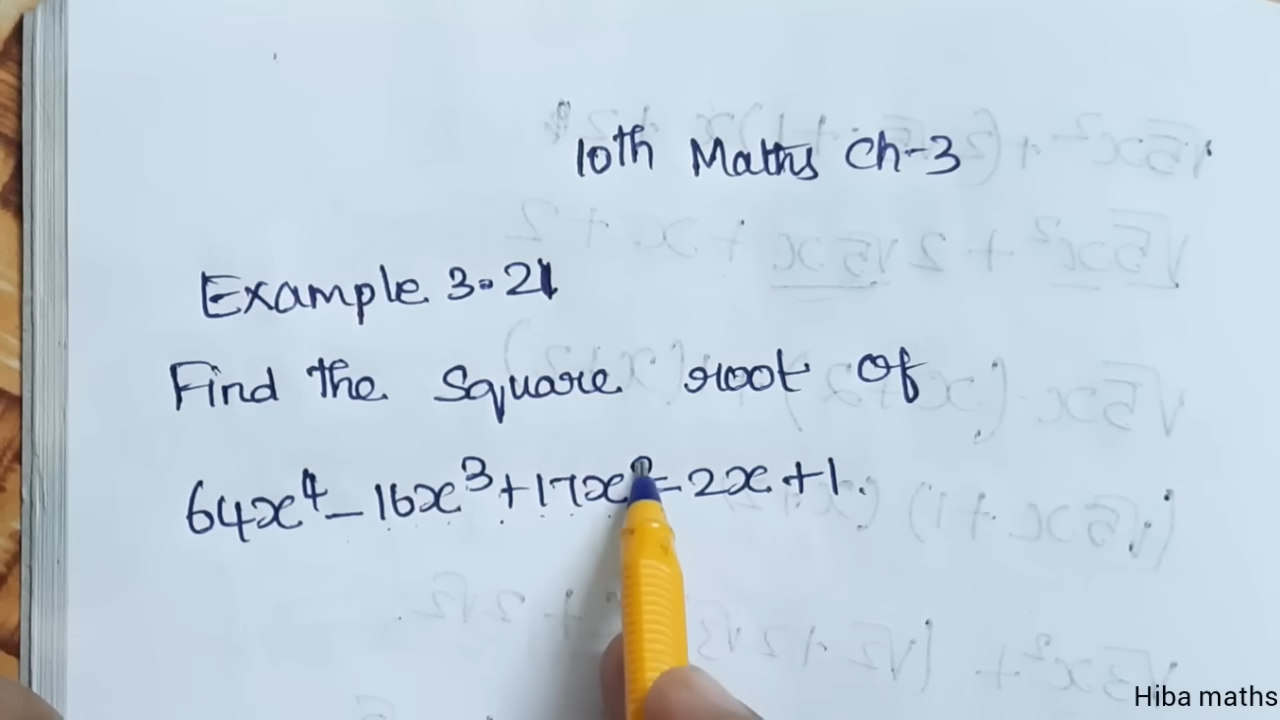 10th Maths Ch-3
Example 3.21
Find the square root of
64x⁴ - 16x³ + 17x² - 2x + 1.
Hiba maths